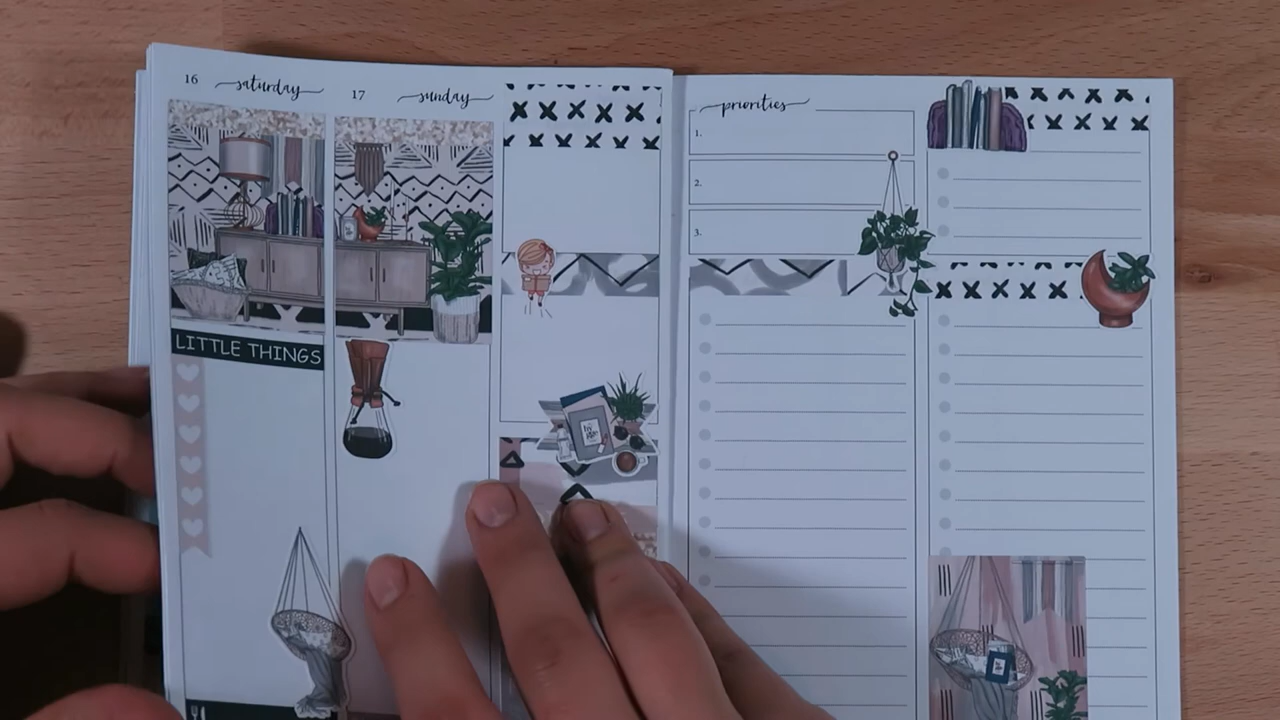 16 saturday
17 sunday
LITTLE THINGS
priorities
1.
2.
3.